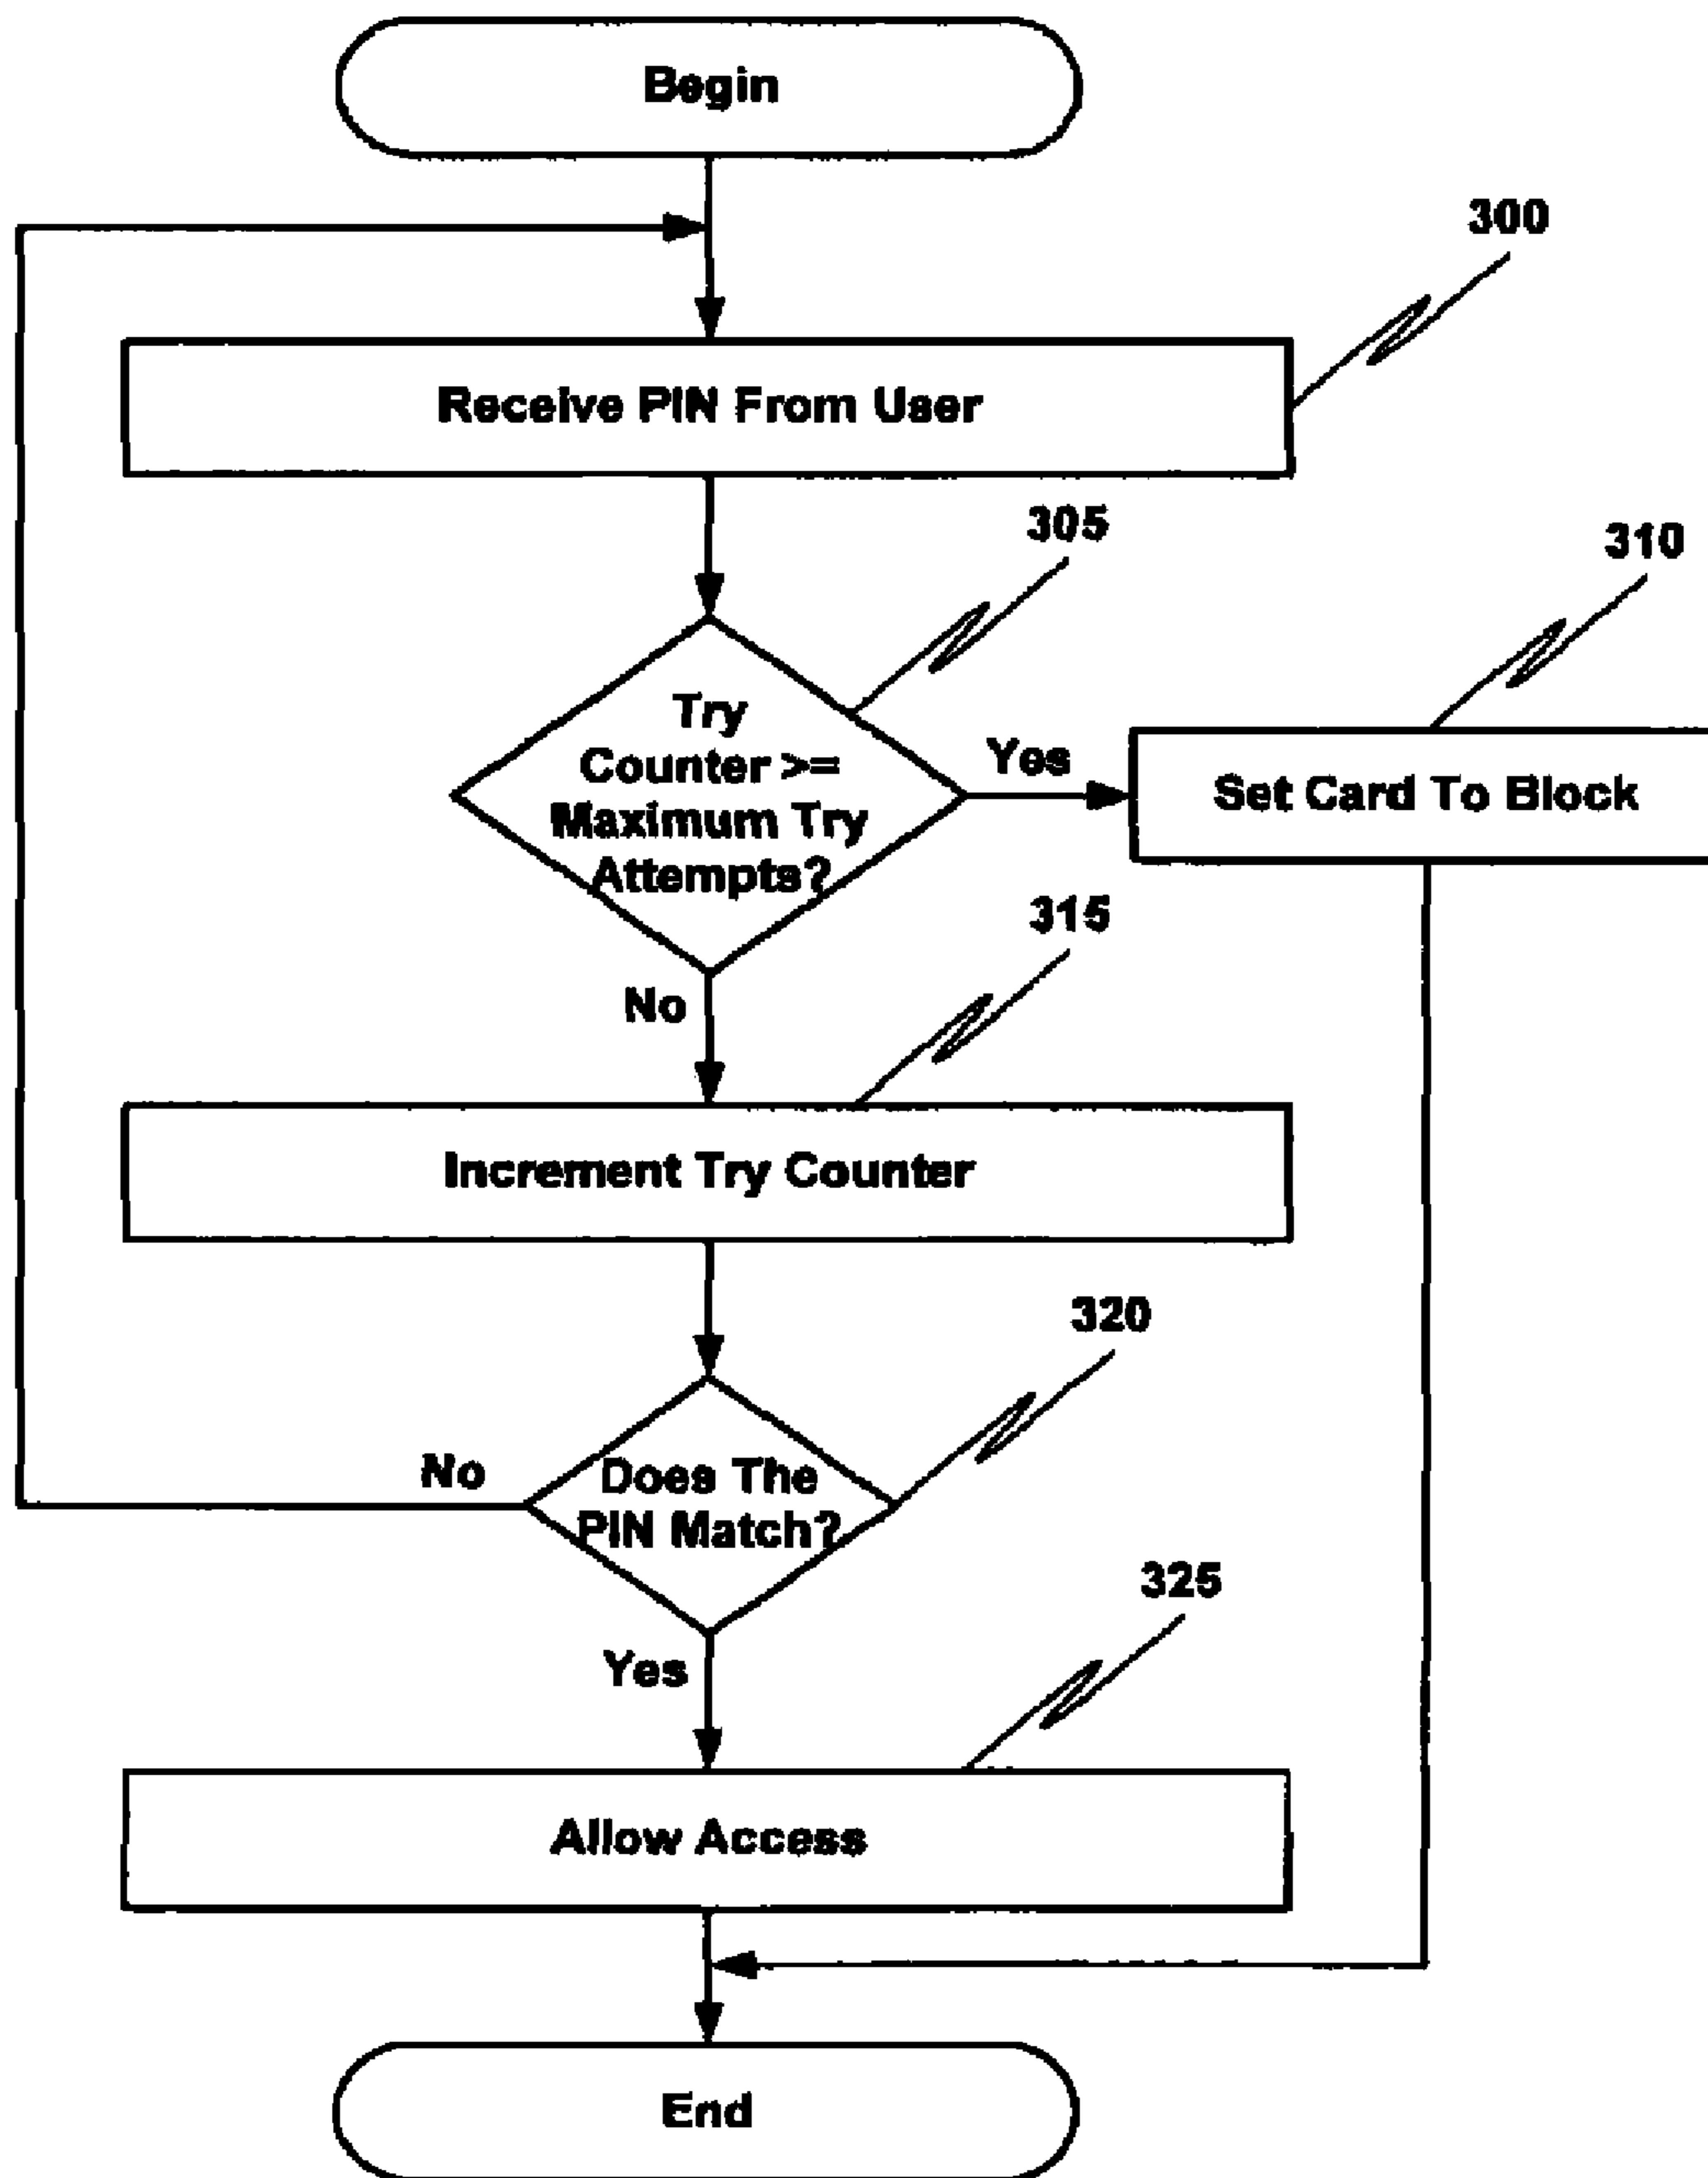 Begin
300
Receive PIN From User
305
310
Try
Counter >=
Maximum Try
Attempts?
Yes
Set Card To Block
No
315
Increment Try Counter
320
No
Does The
PIN Match?
Yes
325
Allow Access
End